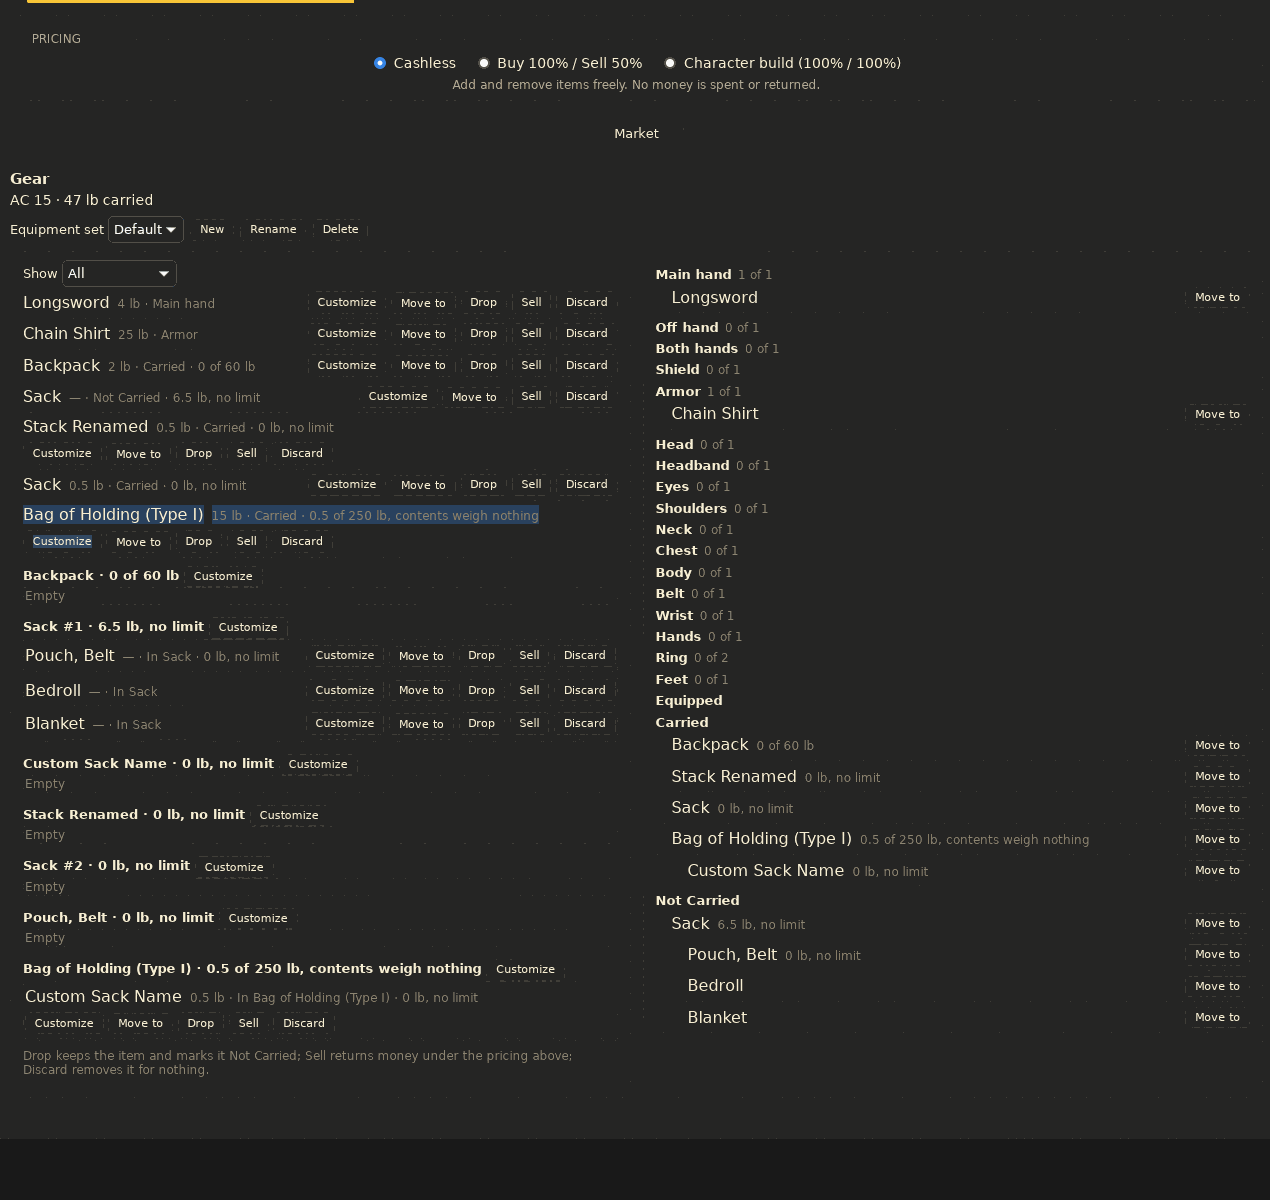 PRICING
Cashless Buy 100% / Sell 50% Character build (100% / 100%)
Add and remove items freely. No money is spent or returned.
Market
Gear
AC 15 · 47 lb carried
Equipment set Default New Rename Delete
Show All
Longsword 4 lb · Main hand Customize Move to Drop Sell Discard
Chain Shirt 25 lb · Armor Customize Move to Drop Sell Discard
Backpack 2 lb · Carried · 0 of 60 lb Customize Move to Drop Sell Discard
Sack — · Not Carried · 6.5 lb, no limit Customize Move to Sell Discard
Stack Renamed 0.5 lb · Carried · 0 lb, no limit
Customize Move to Drop Sell Discard
Sack 0.5 lb · Carried · 0 lb, no limit Customize Move to Drop Sell Discard
Bag of Holding (Type I) 15 lb · Carried · 0.5 of 250 lb, contents weigh nothing
Customize Move to Drop Sell Discard
Backpack · 0 of 60 lb Customize
Empty
Sack #1 · 6.5 lb, no limit Customize
Pouch, Belt — · In Sack · 0 lb, no limit Customize Move to Drop Sell Discard
Bedroll — · In Sack Customize Move to Drop Sell Discard
Blanket — · In Sack Customize Move to Drop Sell Discard
Custom Sack Name · 0 lb, no limit Customize
Empty
Stack Renamed · 0 lb, no limit Customize
Empty
Sack #2 · 0 lb, no limit Customize
Empty
Pouch, Belt · 0 lb, no limit Customize
Empty
Bag of Holding (Type I) · 0.5 of 250 lb, contents weigh nothing Customize
Custom Sack Name 0.5 lb · In Bag of Holding (Type I) · 0 lb, no limit
Customize Move to Drop Sell Discard
Drop keeps the item and marks it Not Carried; Sell returns money under the pricing above;
Discard removes it for nothing.
Main hand 1 of 1
Longsword Move to
Off hand 0 of 1
Both hands 0 of 1
Shield 0 of 1
Armor 1 of 1
Chain Shirt Move to
Head 0 of 1
Headband 0 of 1
Eyes 0 of 1
Shoulders 0 of 1
Neck 0 of 1
Chest 0 of 1
Body 0 of 1
Belt 0 of 1
Wrist 0 of 1
Hands 0 of 1
Ring 0 of 2
Feet 0 of 1
Equipped
Carried
Backpack 0 of 60 lb Move to
Stack Renamed 0 lb, no limit Move to
Sack 0 lb, no limit Move to
Bag of Holding (Type I) 0.5 of 250 lb, contents weigh nothing Move to
Custom Sack Name 0 lb, no limit Move to
Not Carried
Sack 6.5 lb, no limit Move to
Pouch, Belt 0 lb, no limit Move to
Bedroll Move to
Blanket Move to